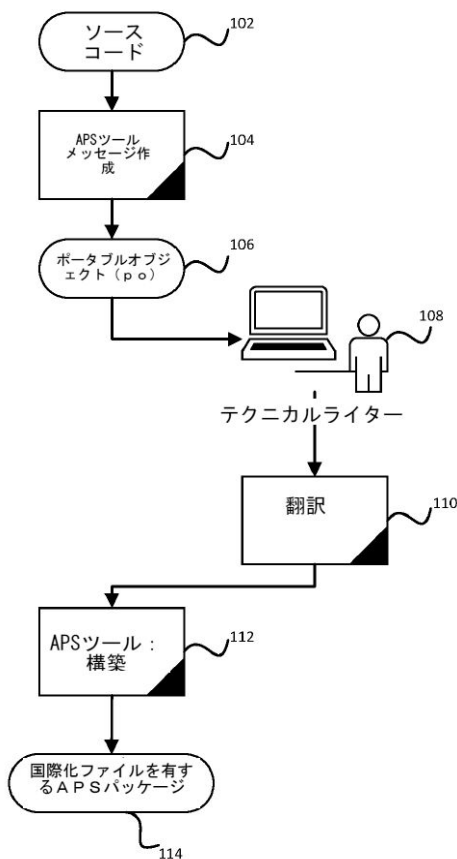 ソース
コード
102
APSツール
メッセージ作
成
104
ポータブルオブジ
ェクト（ｐｏ）
106
108
テクニカルライター
翻訳
110
APSツール：
構築
112
国際化ファイルを有す
るＡＰＳパッケージ
114